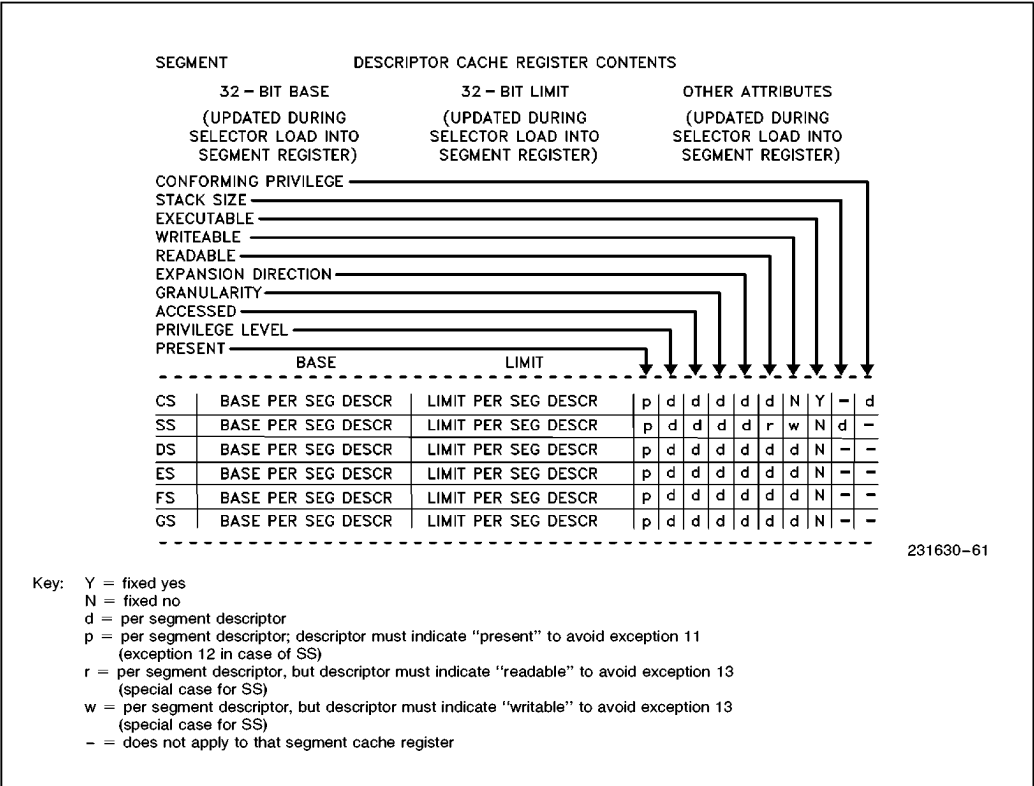 SEGMENT DESCRIPTOR CACHE REGISTER CONTENTS
32 – BIT BASE 32 – BIT LIMIT OTHER ATTRIBUTES
(UPDATED DURING (UPDATED DURING (UPDATED DURING
SELECTOR LOAD INTO SELECTOR LOAD INTO SELECTOR LOAD INTO
SEGMENT REGISTER) SEGMENT REGISTER) SEGMENT REGISTER)
CONFORMING PRIVILEGE
STACK SIZE
EXECUTABLE
WRITEABLE
READABLE
EXPANSION DIRECTION
GRANULARITY
ACCESSED
PRIVILEGE LEVEL
PRESENT
BASE LIMIT
CS BASE PER SEG DESCR LIMIT PER SEG DESCR p d d d d d N Y – d
SS BASE PER SEG DESCR LIMIT PER SEG DESCR p d d d d r w N d –
DS BASE PER SEG DESCR LIMIT PER SEG DESCR p d d d d d d N – –
ES BASE PER SEG DESCR LIMIT PER SEG DESCR p d d d d d d N – –
FS BASE PER SEG DESCR LIMIT PER SEG DESCR p d d d d d d N – –
GS BASE PER SEG DESCR LIMIT PER SEG DESCR p d d d d d d N – –
231630–61
Key: Y = fixed yes
N = fixed no
d = per segment descriptor
p = per segment descriptor; descriptor must indicate ‘‘present’’ to avoid exception 11
(exception 12 in case of SS)
r = per segment descriptor, but descriptor must indicate ‘‘readable’’ to avoid exception 13
(special case for SS)
w = per segment descriptor, but descriptor must indicate ‘‘writable’’ to avoid exception 13
(special case for SS)
– = does not apply to that segment cache register